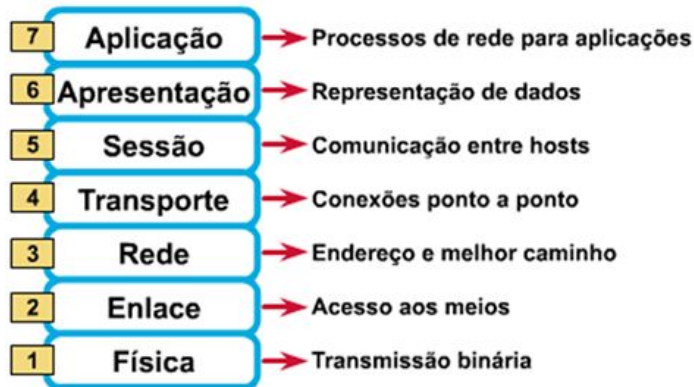 7 Aplicação Processos de rede para aplicações
6 Apresentação Representação de dados
5 Sessão Comunicação entre hosts
4 Transporte Conexões ponto a ponto
3 Rede Endereço e melhor caminho
2 Enlace Acesso aos meios
1 Física Transmissão binária